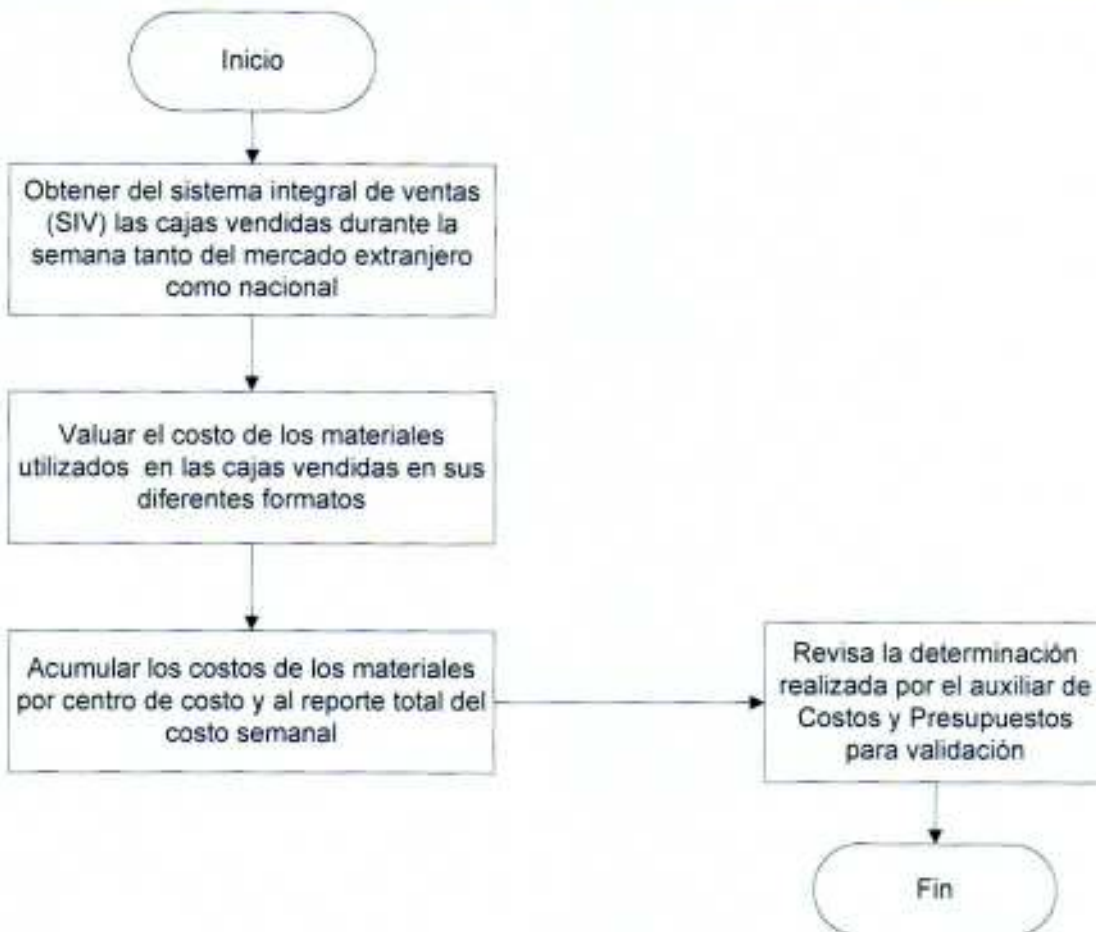 Inicio
Obtener del sistema integral de ventas
(SIV) las cajas vendidas durante la
semana tanto del mercado extranjero
como nacional
Valuar el costo de los materiales
utilizados en las cajas vendidas en sus
diferentes formatos
Acumular los costos de los materiales
por centro de costo y al reporte total del
costo semanal
Revisa la determinación
realizada por el auxiliar de
Costos y Presupuestos
para validación
Fin